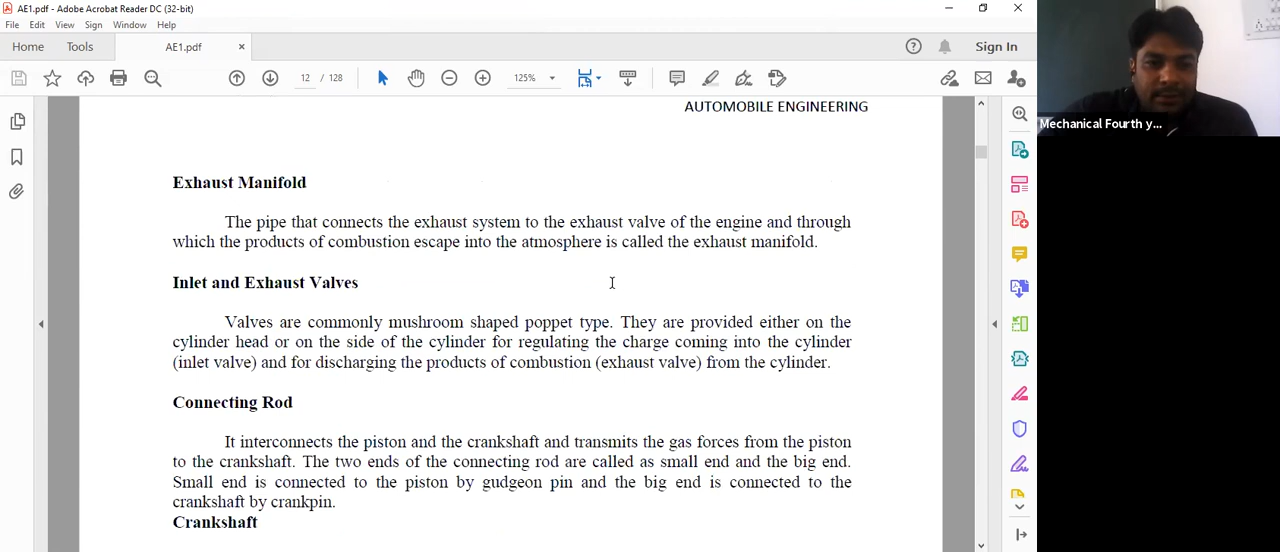 AE1.pdf - Adobe Acrobat Reader DC (32-bit)
File Edit View Sign Window Help
Home Tools AE1.pdf × Sign In
12 / 128 125%
AUTOMOBILE ENGINEERING
Mechanical Fourth y...
Exhaust Manifold
The pipe that connects the exhaust system to the exhaust valve of the engine and through
which the products of combustion escape into the atmosphere is called the exhaust manifold.
Inlet and Exhaust Valves
Valves are commonly mushroom shaped poppet type. They are provided either on the
cylinder head or on the side of the cylinder for regulating the charge coming into the cylinder
(inlet valve) and for discharging the products of combustion (exhaust valve) from the cylinder.
Connecting Rod
It interconnects the piston and the crankshaft and transmits the gas forces from the piston
to the crankshaft. The two ends of the connecting rod are called as small end and the big end.
Small end is connected to the piston by gudgeon pin and the big end is connected to the
crankshaft by crankpin.
Crankshaft